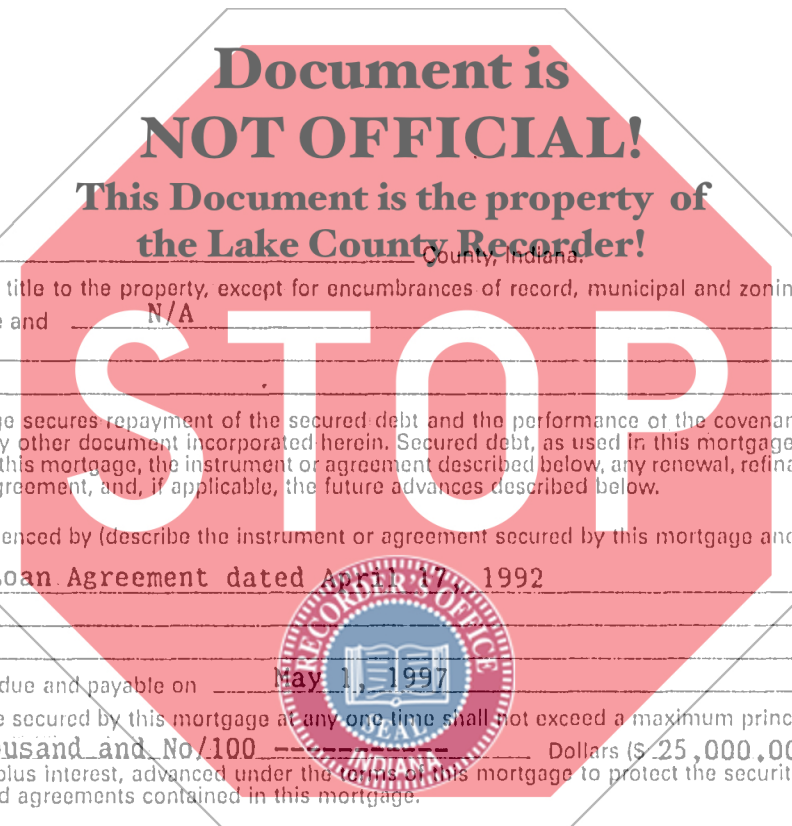 Document is
NOT OFFICIAL!
This Document is the property of
the Lake County Recorder!
County, Indiana.
title to the property, except for encumbrances of record, municipal and zonin
e and N/A
STOP
ge secures repayment of the secured debt and the performance of the covenan
y other document incorporated herein. Secured debt, as used in this mortgage
this mortgage, the instrument or agreement described below, any renewal, refina
greement, and, if applicable, the future advances described below.
enced by (describe the instrument or agreement secured by this mortgage and
oan Agreement dated April 17, 1992
RECORDER'S OFFICE
SEAL
INDIANA
due and payable on May 1, 1997
e secured by this mortgage at any one time shall not exceed a maximum princ
usand and No/100 ------------ Dollars ($ 25,000.00
plus interest, advanced under the terms of this mortgage to protect the securit
d agreements contained in this mortgage.